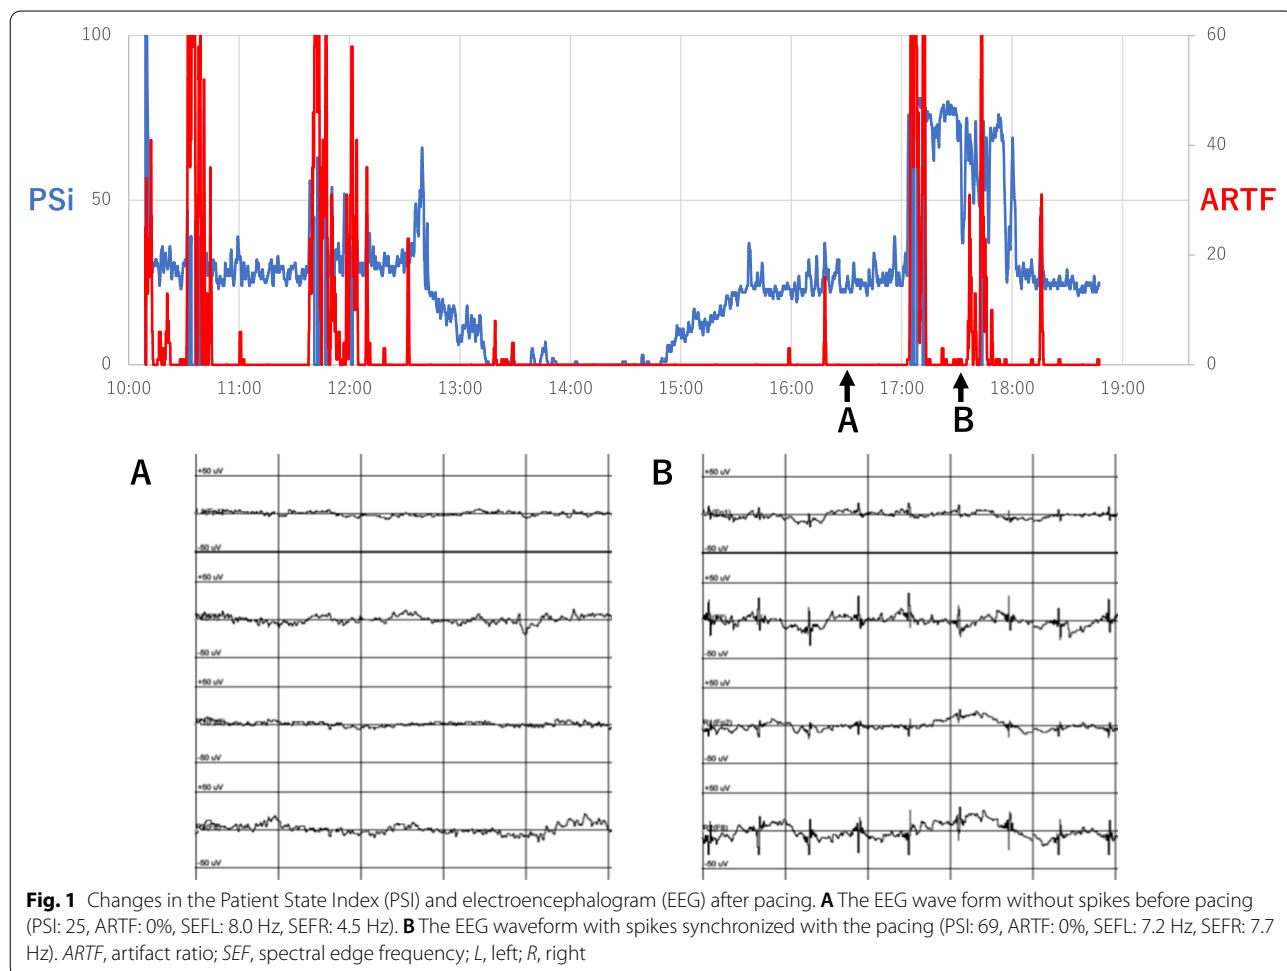 100
60
40
PSi
50
ARTF
20
0
0
10:00 11:00 12:00 13:00 14:00 15:00 16:00 17:00 18:00 19:00
A
B
A
+50 uV
-50 uV
+50 uV
-50 uV
+50 uV
-50 uV
+50 uV
-50 uV
B
+50 uV
-50 uV
+50 uV
-50 uV
+50 uV
R1(Fp2)
-50 uV
+50 uV
-50 uV
Fig. 1 Changes in the Patient State Index (PSI) and electroencephalogram (EEG) after pacing. A The EEG wave form without spikes before pacing
(PSI: 25, ARTF: 0%, SEFL: 8.0 Hz, SEFR: 4.5 Hz). B The EEG waveform with spikes synchronized with the pacing (PSI: 69, ARTF: 0%, SEFL: 7.2 Hz, SEFR: 7.7
Hz). ARTF, artifact ratio; SEF, spectral edge frequency; L, left; R, right